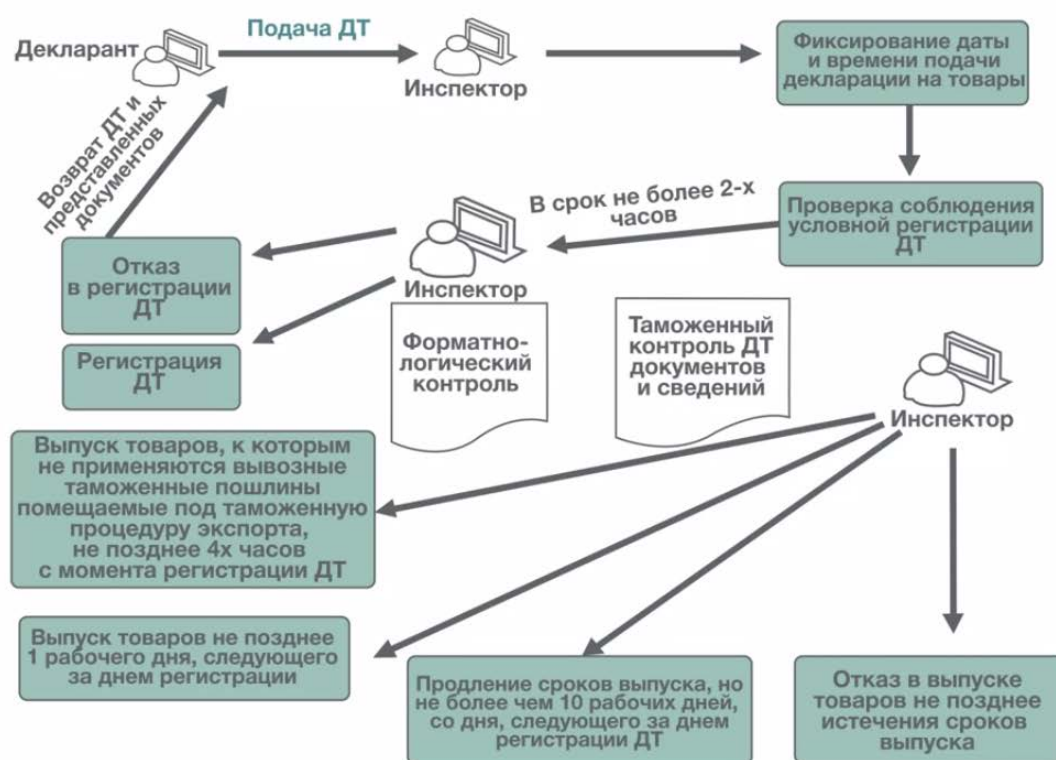 Декларант
Подача ДТ
Инспектор
Фиксирование даты
и времени подачи
декларации на товары
Возврат ДТ и
представленных
документов
В срок не более 2-х
часов
Проверка соблюдения
условной регистрации
ДТ
Отказ
в регистрации
ДТ
Инспектор
Регистрация
ДТ
Форматно-
логический
контроль
Таможенный
контроль ДТ
документов
и сведений
Инспектор
Выпуск товаров, к которым
не применяются вывозные
таможенные пошлины
помещаемые под таможенную
процедуру экспорта,
не позднее 4х часов
с момента регистрации ДТ
Выпуск товаров не позднее
1 рабочего дня, следующего
за днем регистрации
Продление сроков выпуска, но
не более чем 10 рабочих дней,
со дня, следующего за днем
регистрации ДТ
Отказ в выпуске
товаров не позднее
истечения сроков
выпуска